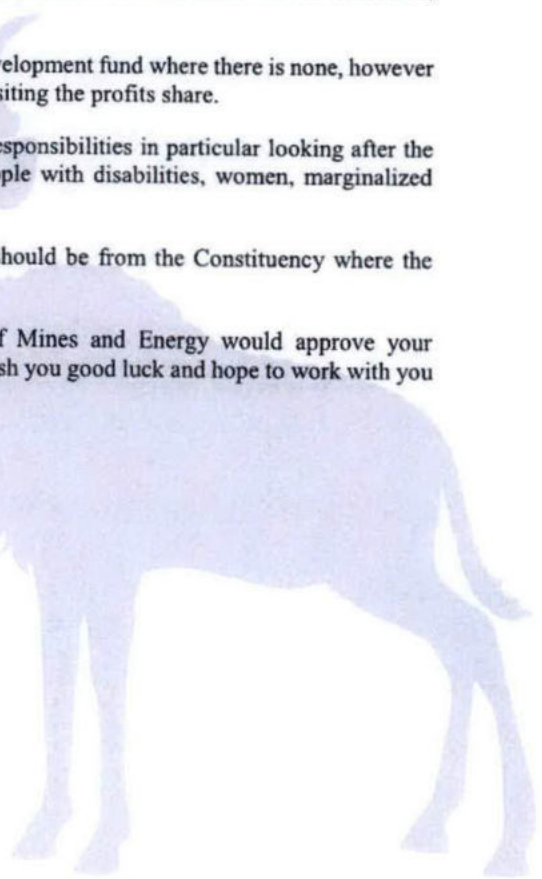 elopment fund where there is none, however
siting the profits share.
esponsibilities in particular looking after the
ple with disabilities, women, marginalized
hould be from the Constituency where the
f Mines and Energy would approve your
sh you good luck and hope to work with you